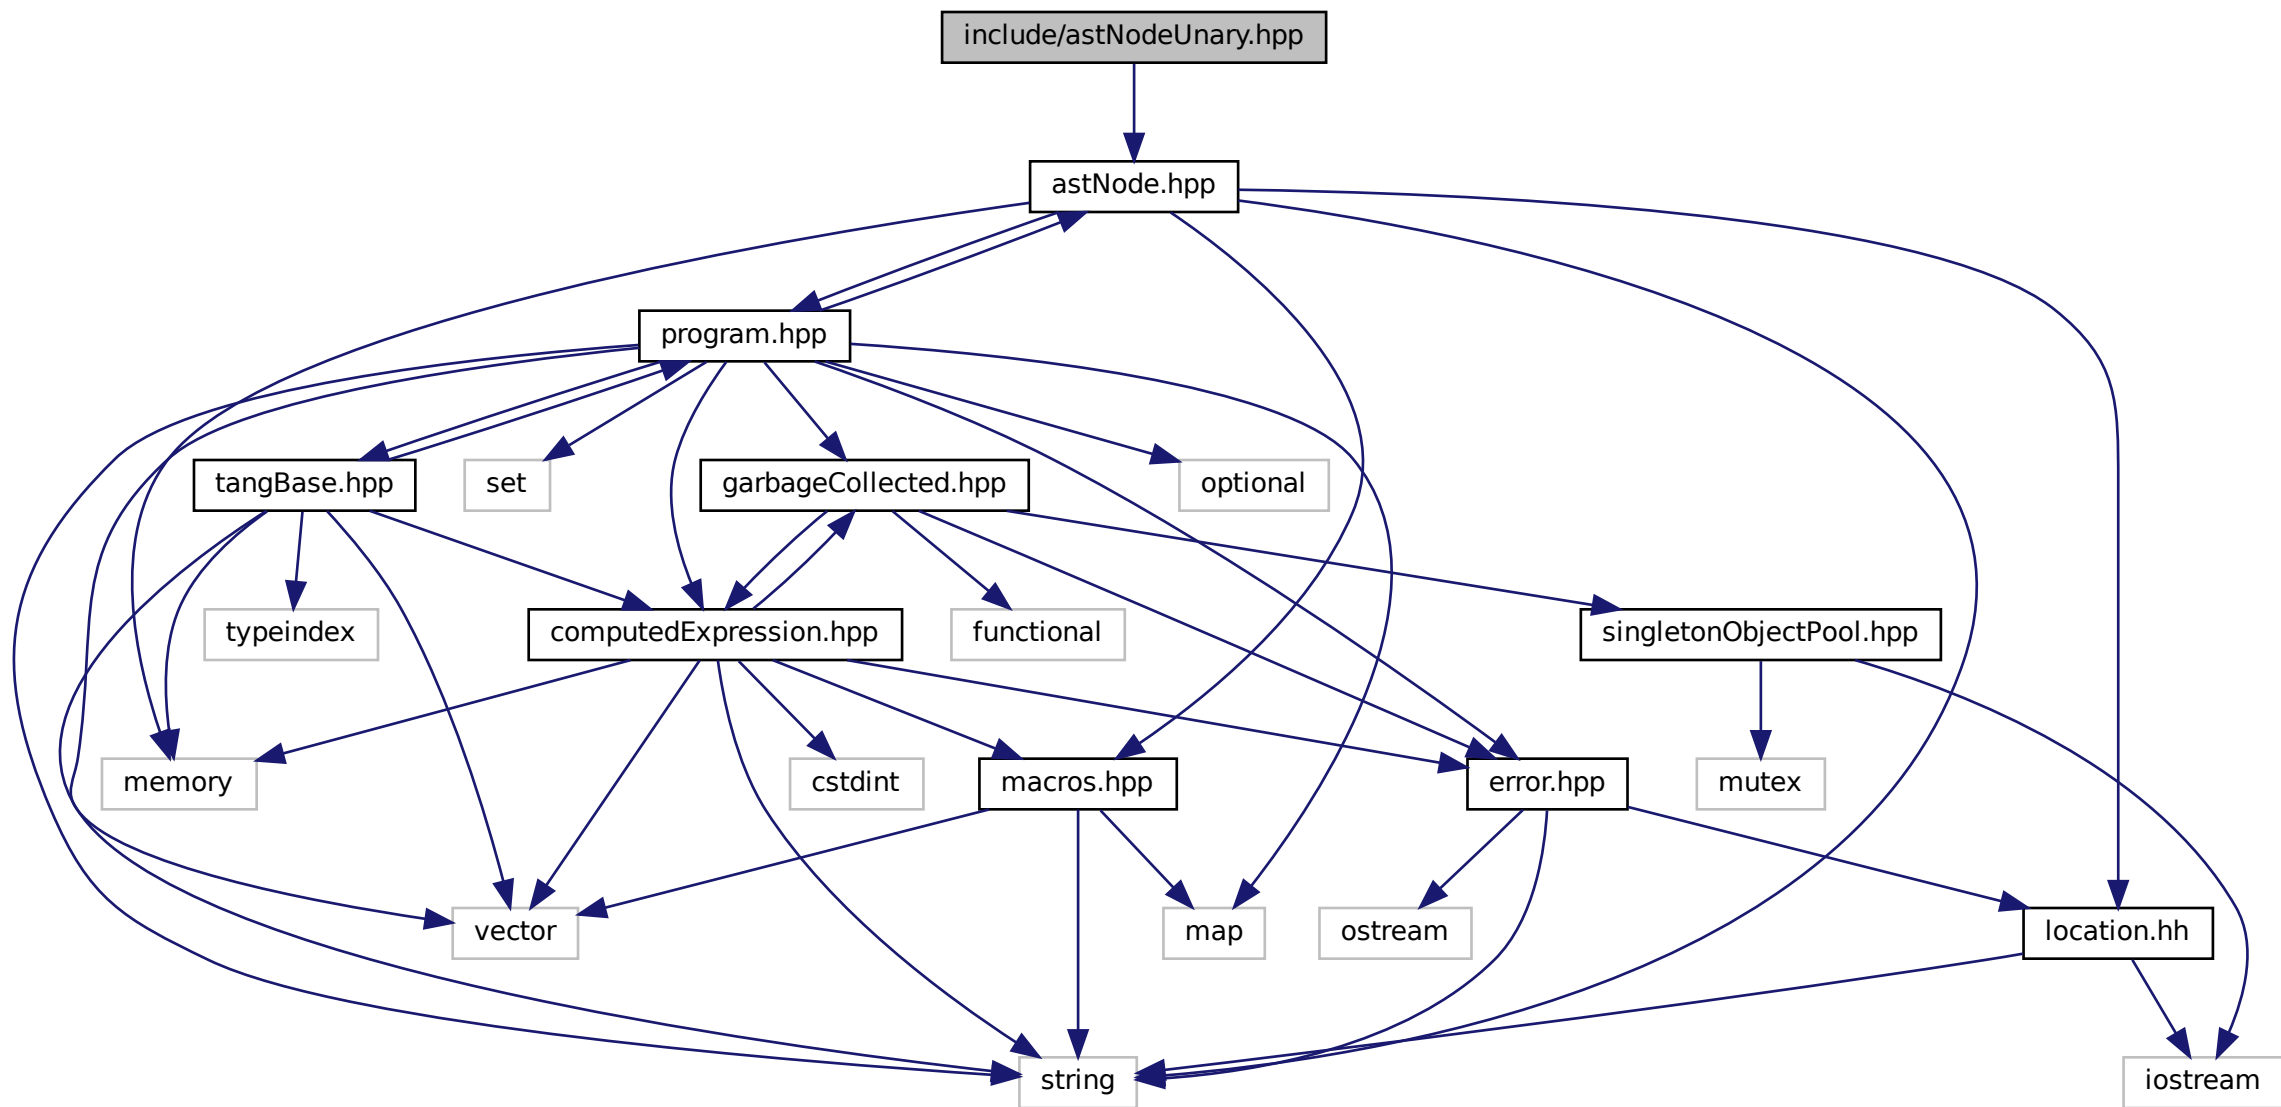 include/astNodeUnary.hpp
astNode.hpp
program.hpp
tangBase.hpp
set
garbageCollected.hpp
optional
typeindex
computedExpression.hpp
functional
singletonObjectPool.hpp
memory
cstdint
macros.hpp
error.hpp
mutex
vector
map
ostream
location.hh
string
iostream